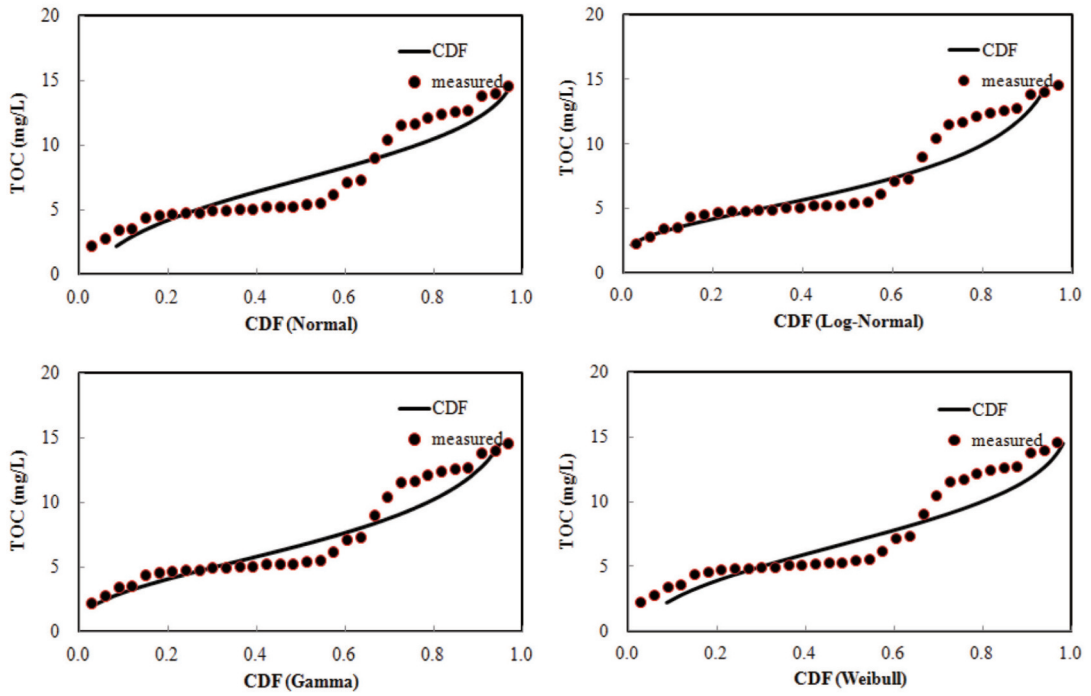 20
15
10
5
0
TOC (mg/L)
CDF
measured
0.0 0.2 0.4 0.6 0.8 1.0
CDF (Normal)
20
15
10
5
0
TOC (mg/L)
CDF
measured
0.0 0.2 0.4 0.6 0.8 1.0
CDF (Log-Normal)
20
15
10
5
0
TOC (mg/L)
CDF
measured
0.0 0.2 0.4 0.6 0.8 1.0
CDF (Gamma)
20
15
10
5
0
TOC (mg/L)
CDF
measured
0.0 0.2 0.4 0.6 0.8 1.0
CDF (Weibull)